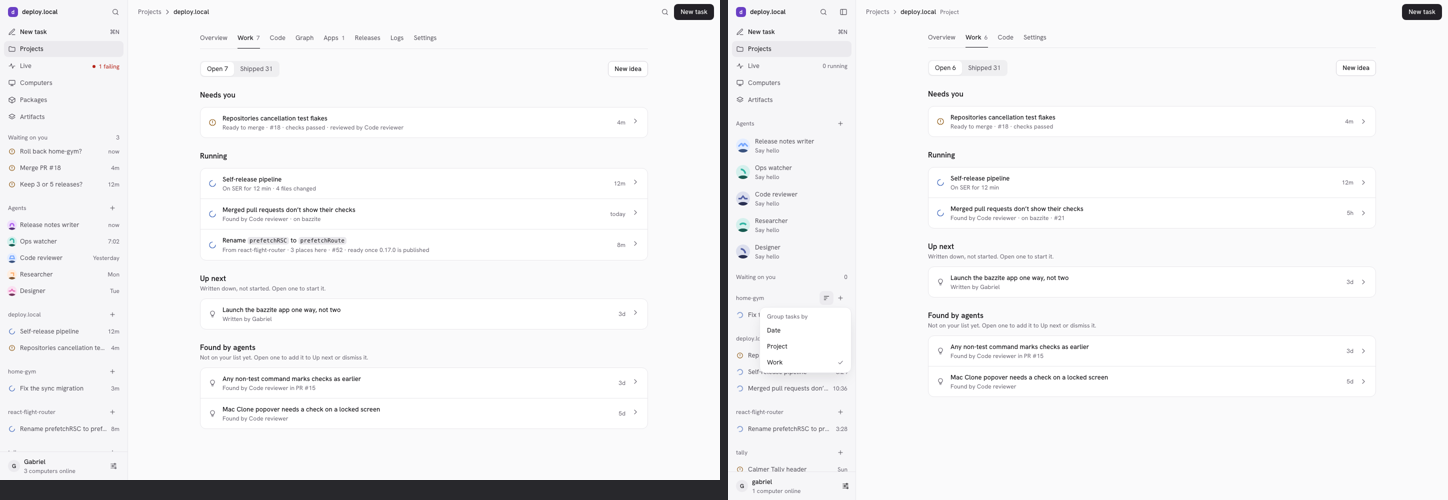 deploy.local
New task ⌘N
Projects
Live 1 failing
Computers
Packages
Artifacts
Waiting on you 3
Roll back home-gym? now
Merge PR #18 4m
Keep 3 or 5 releases? 12m
Agents
Release notes writer now
Ops watcher 7:02
Code reviewer Yesterday
Researcher Mon
Designer Tue
deploy.local
Self-release pipeline 12m
Repositories cancellation te... 4m
home-gym
Fix the sync migration 3m
react-flight-router
Rename prefetchRSC to pref... 8m
G Gabriel
3 computers online
Projects > deploy.local
New task
Overview Work 7 Code Graph Apps 1 Releases Logs Settings
Open 7 Shipped 31
New idea
Needs you
Repositories cancellation test flakes
Ready to merge · #18 · checks passed · reviewed by Code reviewer
4m
Running
Self-release pipeline
On SER for 12 min · 4 files changed
12m
Merged pull requests don't show their checks
Found by Code reviewer · on bazzite
today
Rename prefetchRSC to prefetchRoute
From react-flight-router · 3 places here · #52 · ready once 0.17.0 is published
8m
Up next
Written down, not started. Open one to start it.
Launch the bazzite app one way, not two
Written by Gabriel
3d
Found by agents
Not on your list yet. Open one to add it to Up next or dismiss it.
Any non-test command marks checks as earlier
Found by Code reviewer in PR #15
3d
Mac Clone popover needs a check on a locked screen
Found by Code reviewer
5d
deploy.local
New task ⌘N
Projects
Live 0 running
Computers
Artifacts
Agents
Release notes writer
Say hello
Ops watcher
Say hello
Code reviewer
Say hello
Researcher
Say hello
Designer
Say hello
Waiting on you 0
home-gym
Fix t
Group tasks by
Date
Project
Work
deploy.lo
Rep
Merged pull requests don'... 10:36
react-flight-router
Rename prefetchRSC to pr... 3:28
tally
Calmer Tally header Sun
G gabriel
1 computer online
Projects > deploy.local Project
New task
Overview Work 6 Code Settings
Open 6 Shipped 31
New idea
Needs you
Repositories cancellation test flakes
Ready to merge · #18 · checks passed
4m
Running
Self-release pipeline
On SER for 12 min
12m
Merged pull requests don't show their checks
Found by Code reviewer · on bazzite · #21
5h
Up next
Written down, not started. Open one to start it.
Launch the bazzite app one way, not two
Written by Gabriel
3d
Found by agents
Not on your list yet. Open one to add it to Up next or dismiss it.
Any non-test command marks checks as earlier
Found by Code reviewer in PR #15
3d
Mac Clone popover needs a check on a locked screen
Found by Code reviewer
5d